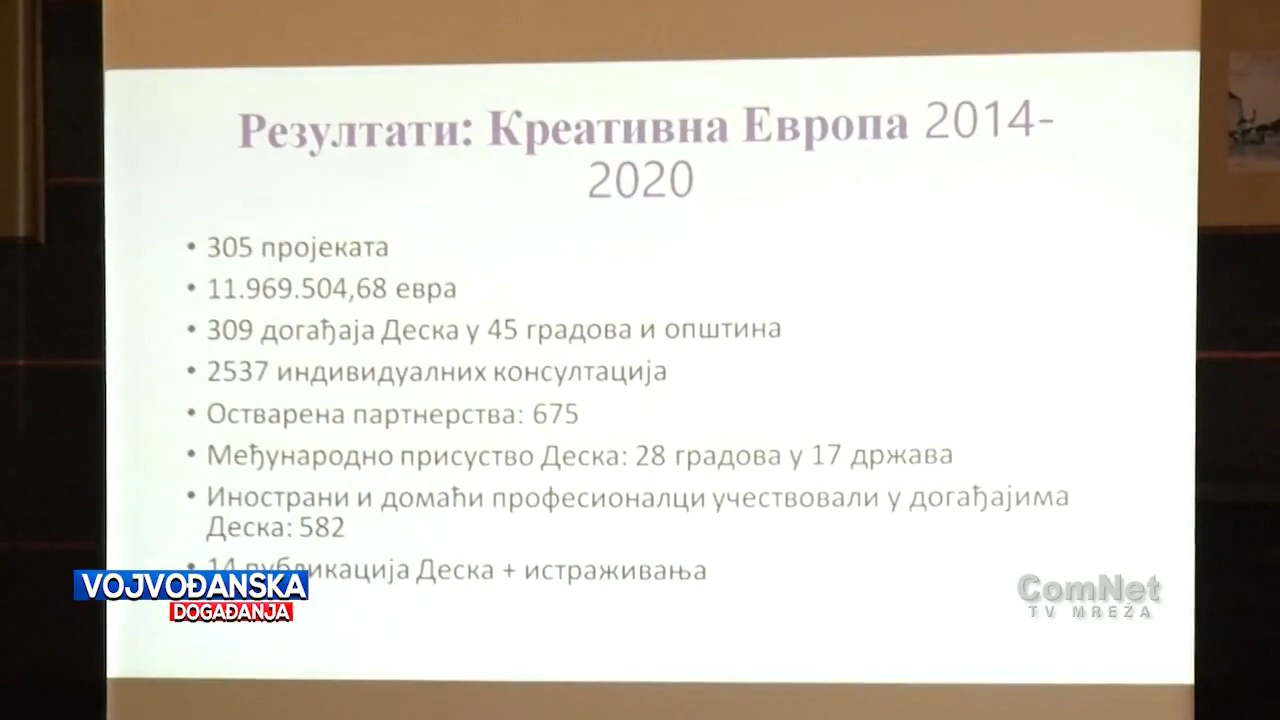 Резултати: Креативна Европа 2014-
2020
• 305 пројеката
• 11.969.504,68 евра
• 309 догађаја Деска у 45 градова и општина
• 2537 индивидуалних консултација
• Остварена партнерства: 675
• Међународно присуство Деска: 28 градова у 17 држава
• Инострани и домаћи професионалци учествовали у догађајима
Деска: 582
• 14 публикација Деска + истраживања
VOJVOĐANSKA
DOGAĐANJA
ComNet
TV MREŽA